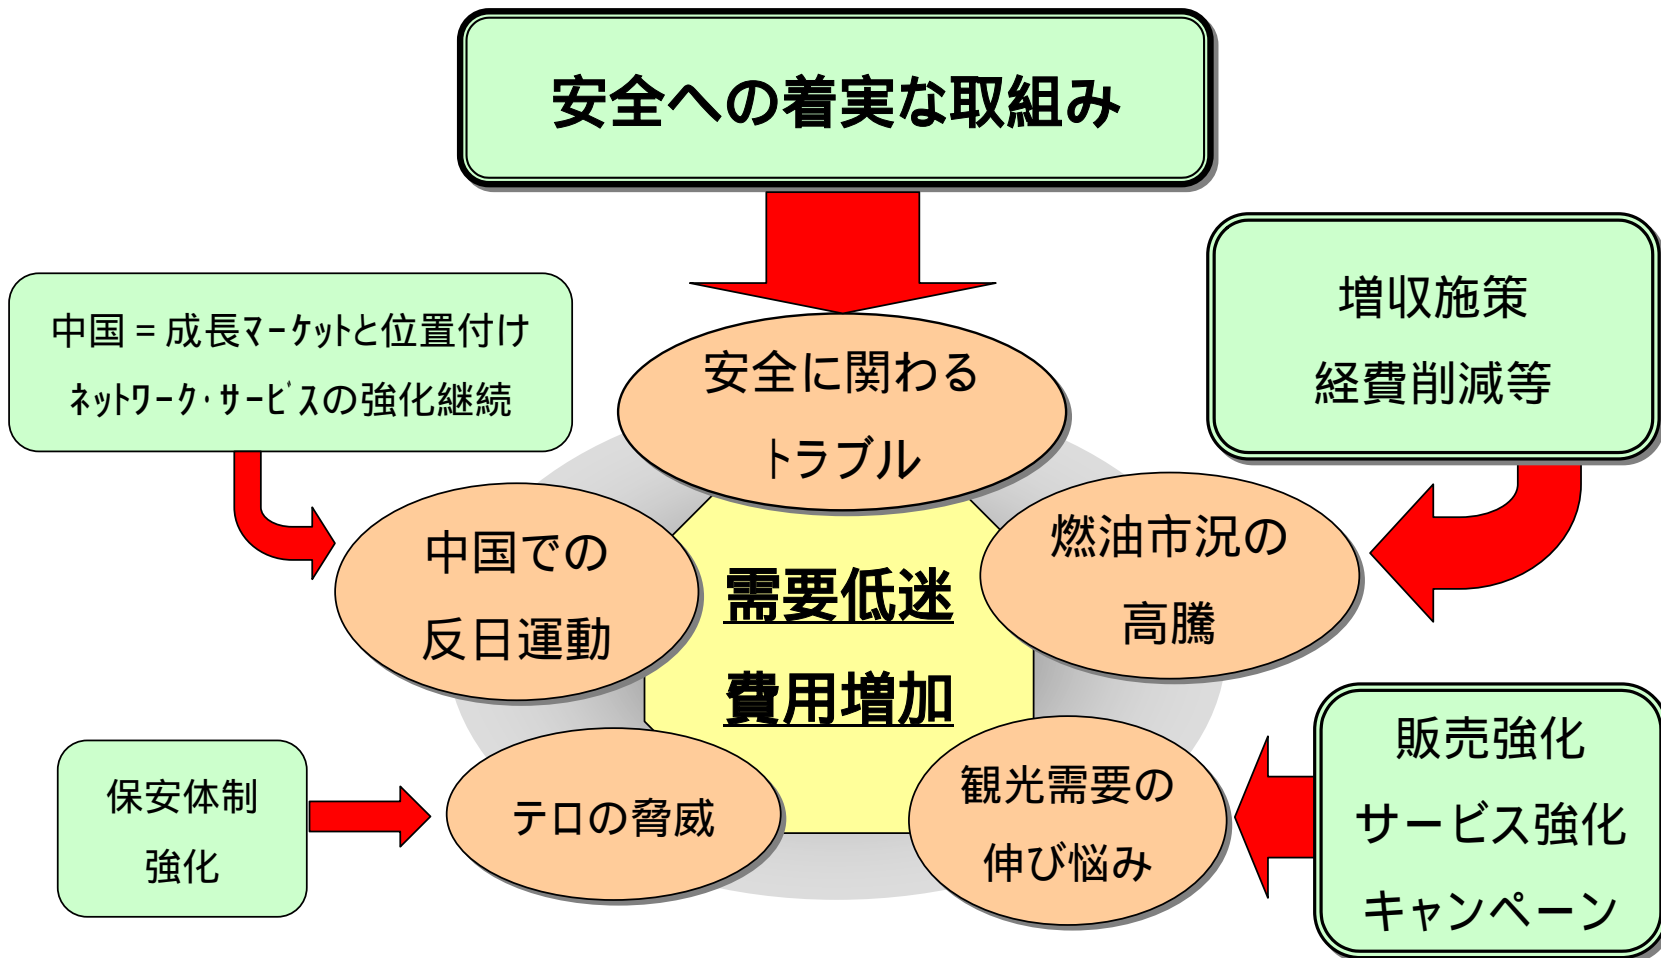 安全への着実な取組み
増収施策
経費削減等
中国=成長ﾏｰｹｯﾄと位置付け
ﾈｯﾄﾜｰｸ・ｻｰﾋﾞｽの強化継続
安全に関わる
トラブル
中国での
反日運動
燃油市況の
高騰
需要低迷
費用増加
保安体制
強化
テロの脅威
観光需要の
伸び悩み
販売強化
サービス強化
キャンペーン